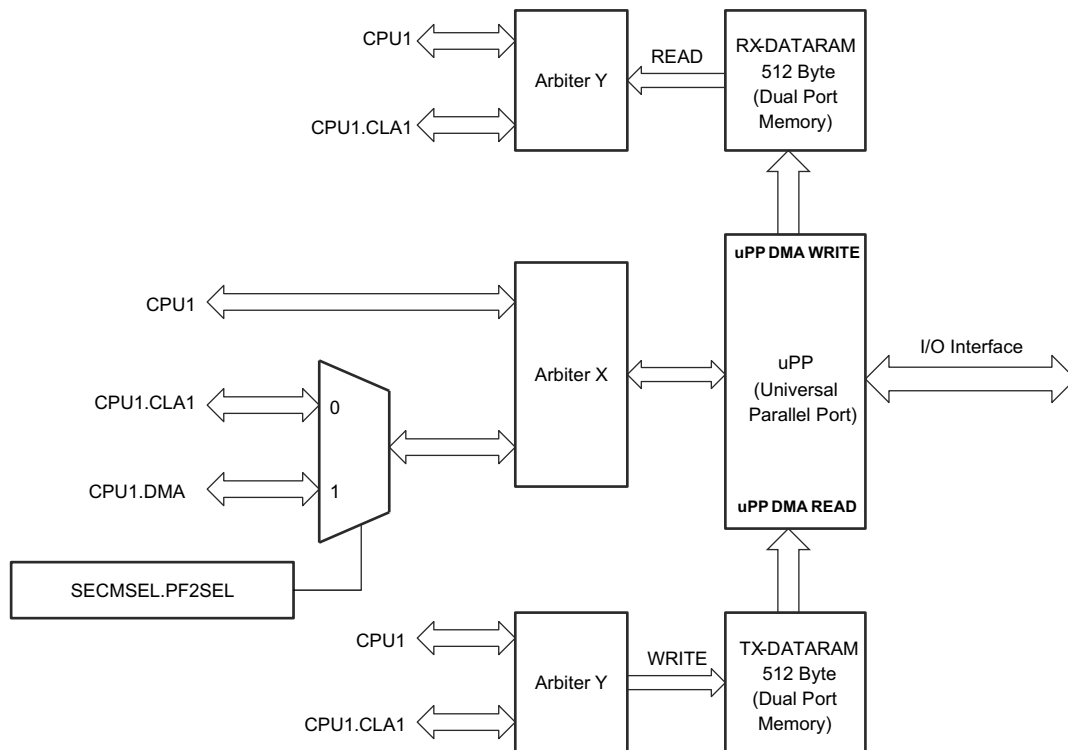 CPU1
CPU1.CLA1
Arbiter Y
READ
RX-DATARAM
512 Byte
(Dual Port
Memory)
CPU1
CPU1.CLA1
CPU1.DMA
0
1
SECMSEL.PF2SEL
Arbiter X
uPP DMA WRITE
uPP
(Universal
Parallel Port)
uPP DMA READ
I/O Interface
CPU1
CPU1.CLA1
Arbiter Y
WRITE
TX-DATARAM
512 Byte
(Dual Port
Memory)